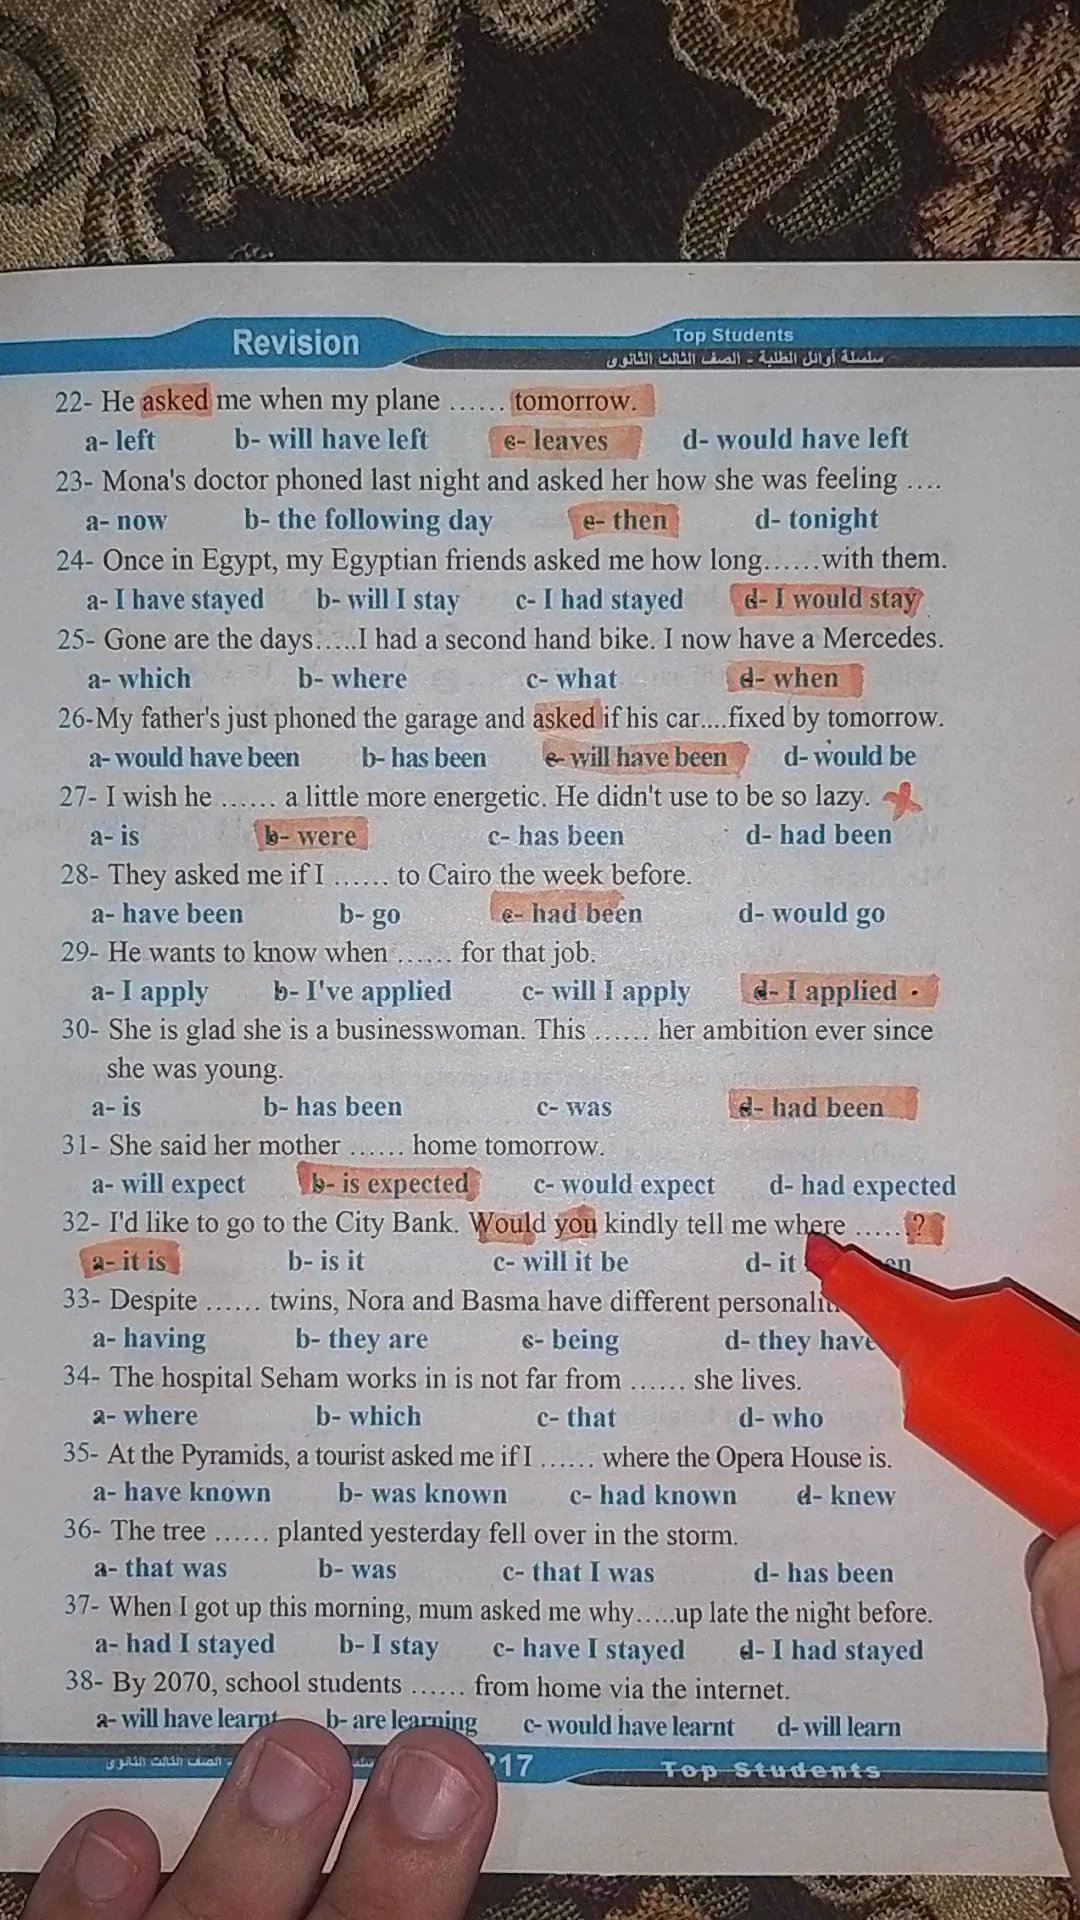 Revision
Top Students
سلسلة أوائل الطلبة - الصف الثالث الثانوى
22- He asked me when my plane ...... tomorrow.
a- left b- will have left c- leaves d- would have left
23- Mona's doctor phoned last night and asked her how she was feeling ....
a- now b- the following day c- then d- tonight
24- Once in Egypt, my Egyptian friends asked me how long......with them.
a- I have stayed b- will I stay c- I had stayed d- I would stay
25- Gone are the days.....I had a second hand bike. I now have a Mercedes.
a- which b- where c- what d- when
26-My father's just phoned the garage and asked if his car....fixed by tomorrow.
a- would have been b- has been c- will have been d- would be
27- I wish he ...... a little more energetic. He didn't use to be so lazy.
a- is b- were c- has been d- had been
28- They asked me if I ...... to Cairo the week before.
a- have been b- go c- had been d- would go
29- He wants to know when ...... for that job.
a- I apply b- I've applied c- will I apply d- I applied
30- She is glad she is a businesswoman. This ...... her ambition ever since
she was young.
a- is b- has been c- was d- had been
31- She said her mother ...... home tomorrow.
a- will expect b- is expected c- would expect d- had expected
32- I'd like to go to the City Bank. Would you kindly tell me where ......?
a- it is b- is it c- will it be d- it
33- Despite ...... twins, Nora and Basma have different
a- having b- they are c- being d- they have
34- The hospital Seham works in is not far from ...... she lives.
a- where b- which c- that d- who
35- At the Pyramids, a tourist asked me if I ...... where the Opera House is.
a- have known b- was known c- had known d- knew
36- The tree ...... planted yesterday fell over in the storm.
a- that was b- was c- that I was d- has been
37- When I got up this morning, mum asked me why.....up late the night before.
a- had I stayed b- I stay c- have I stayed d- I had stayed
38- By 2070, school students ...... from home via the internet.
a- will have learnt b- are learning c- would have learnt d- will learn
الصف الثالث الثانوى -
17
Top Students